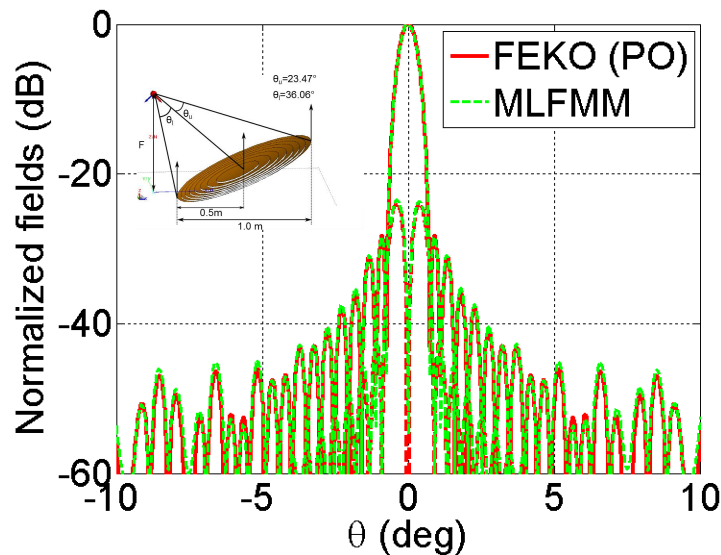 0
-20
-40
-60
Normalized fields (dB)
FEKO (PO)
MLFMM
θu=23.47°
θl=36.06°
θl
θu
F
0.5m
1.0 m
-10
-5
0
5
10
θ (deg)